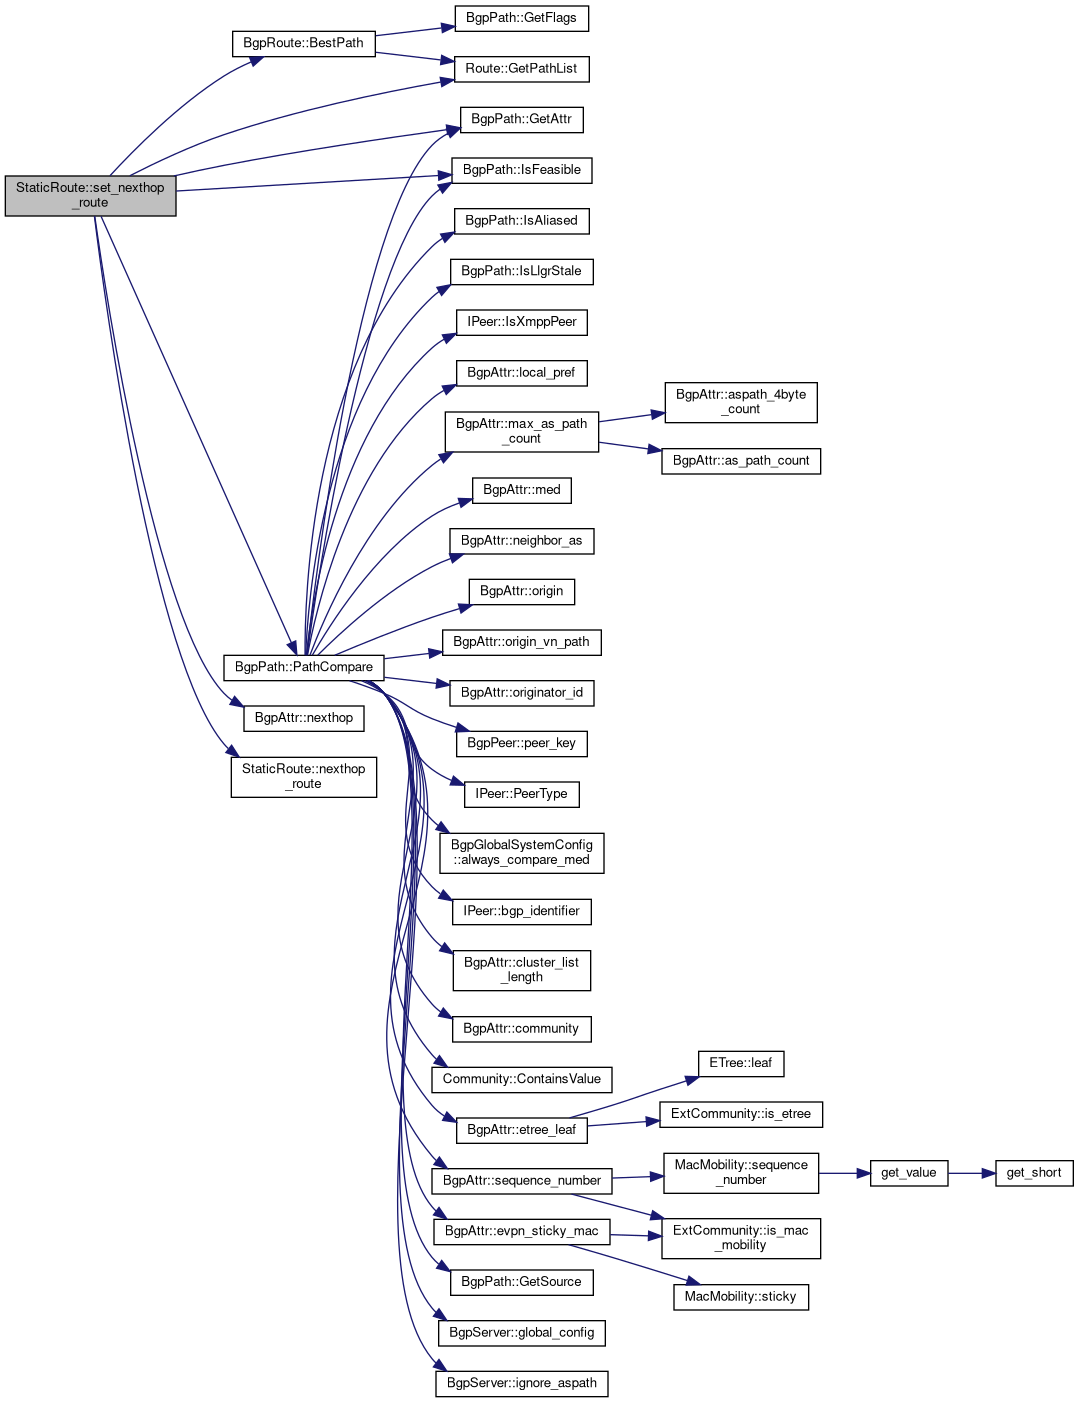 StaticRoute::set_nexthop
_route
BgpRoute::BestPath
BgpPath::GetFlags
Route::GetPathList
BgpPath::GetAttr
BgpPath::IsFeasible
BgpPath::IsAliased
BgpPath::IsLlgrStale
IPeer::IsXmppPeer
BgpAttr::local_pref
BgpAttr::max_as_path
_count
BgpAttr::aspath_4byte
_count
BgpAttr::as_path_count
BgpAttr::med
BgpAttr::neighbor_as
BgpAttr::origin
BgpAttr::origin_vn_path
BgpPath::PathCompare
BgpAttr::originator_id
BgpAttr::nexthop
BgpPeer::peer_key
StaticRoute::nexthop
_route
IPeer::PeerType
BgpGlobalSystemConfig
::always_compare_med
IPeer::bgp_identifier
BgpAttr::cluster_list
_length
BgpAttr::community
Community::ContainsValue
ETree::leaf
BgpAttr::etree_leaf
ExtCommunity::is_etree
BgpAttr::sequence_number
MacMobility::sequence
_number
get_value
get_short
BgpAttr::evpn_sticky_mac
ExtCommunity::is_mac
_mobility
BgpPath::GetSource
MacMobility::sticky
BgpServer::global_config
BgpServer::ignore_aspath